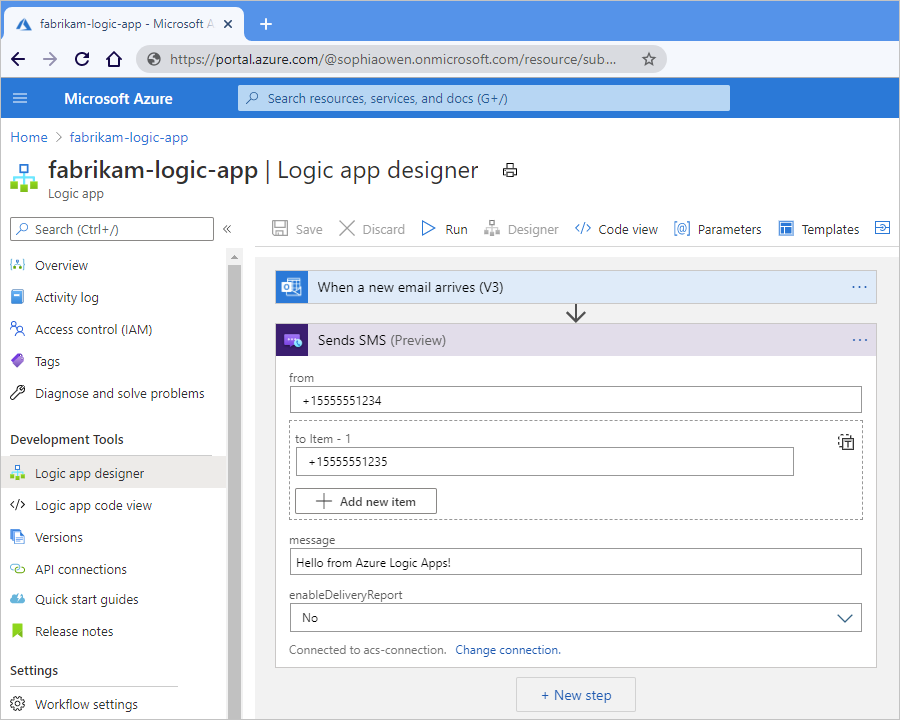 fabrikam-logic-app - Microsoft A
https://portal.azure.com/@sophiaowen.onmicrosoft.com/resource/sub...
Microsoft Azure
Search resources, services, and docs (G+/)
Home > fabrikam-logic-app
fabrikam-logic-app | Logic app designer
Logic app
Search (Ctrl+/)
«
Overview
Activity log
Access control (IAM)
Tags
Diagnose and solve problems
Development Tools
Logic app designer
Logic app code view
Versions
API connections
Quick start guides
Release notes
Settings
Workflow settings
Save Discard Run Designer Code view Parameters Templates
When a new email arrives (V3)
Sends SMS (Preview)
from
+15555551234
to Item - 1
+15555551235
Add new item
message
Hello from Azure Logic Apps!
enableDeliveryReport
No
Connected to acs-connection. Change connection.
+ New step